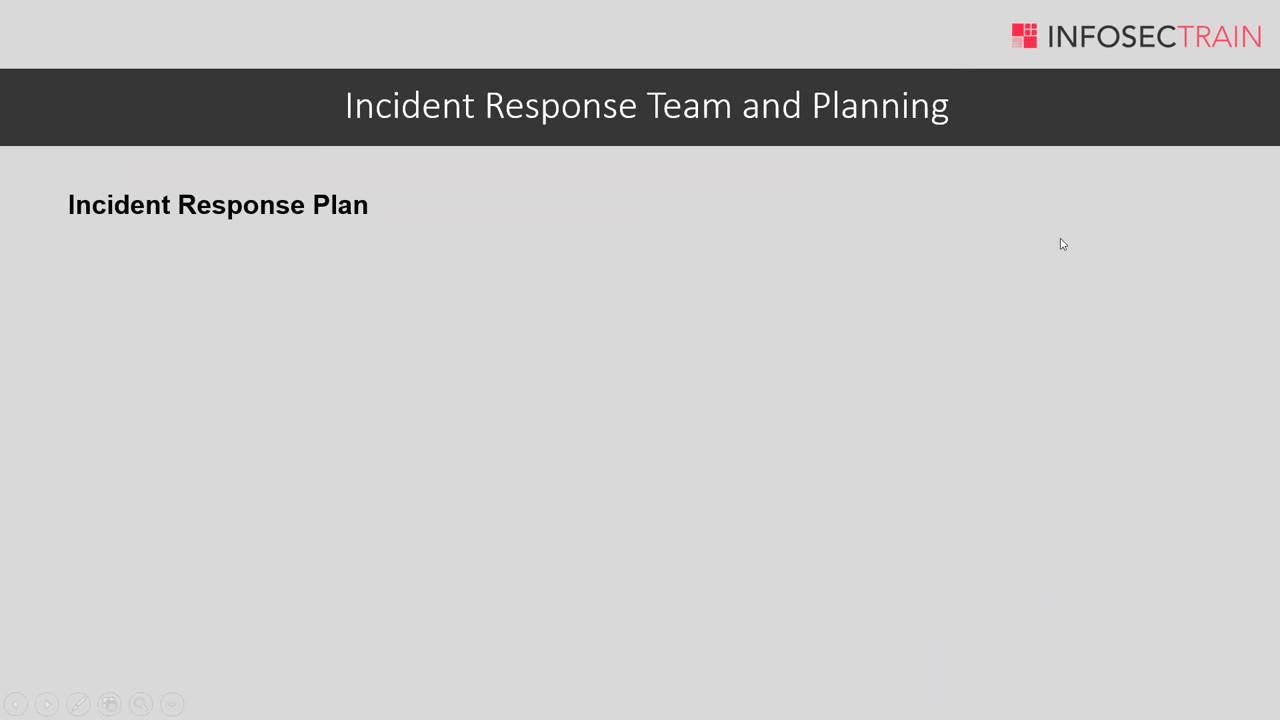 INFOSECTRAIN
Incident Response Team and Planning
Incident Response Plan